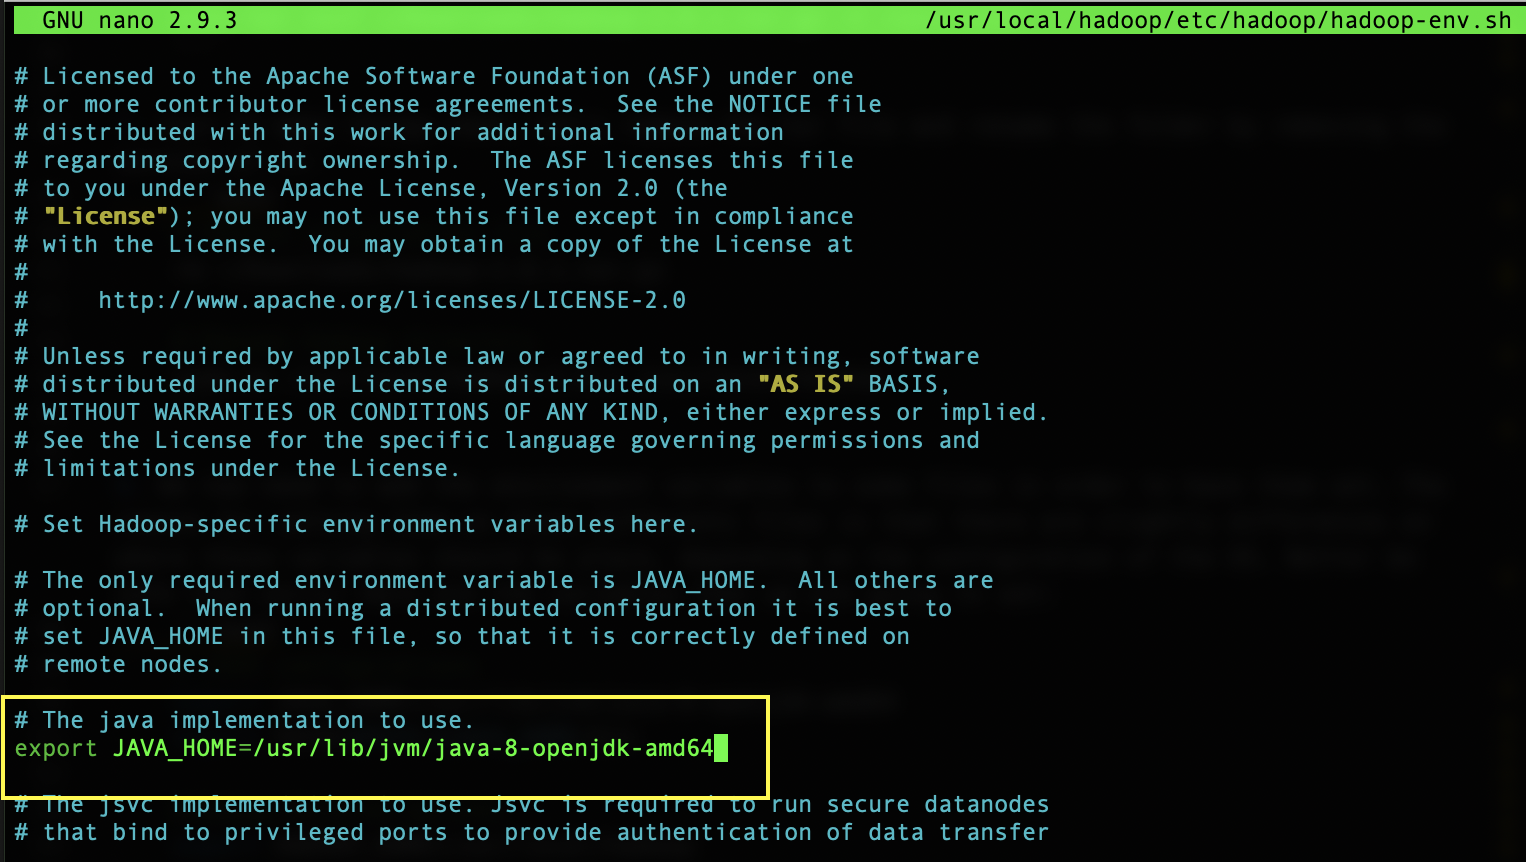 GNU nano 2.9.3 /usr/local/hadoop/etc/hadoop/hadoop-env.sh
# Licensed to the Apache Software Foundation (ASF) under one
# or more contributor license agreements.  See the NOTICE file
# distributed with this work for additional information
# regarding copyright ownership.  The ASF licenses this file
# to you under the Apache License, Version 2.0 (the
# "License"); you may not use this file except in compliance
# with the License.  You may obtain a copy of the License at
#
#     http://www.apache.org/licenses/LICENSE-2.0
#
# Unless required by applicable law or agreed to in writing, software
# distributed under the License is distributed on an "AS IS" BASIS,
# WITHOUT WARRANTIES OR CONDITIONS OF ANY KIND, either express or implied.
# See the License for the specific language governing permissions and
# limitations under the License.
# Set Hadoop-specific environment variables here.
# The only required environment variable is JAVA_HOME.  All others are
# optional.  When running a distributed configuration it is best to
# set JAVA_HOME in this file, so that it is correctly defined on
# remote nodes.
# The java implementation to use.
export JAVA_HOME=/usr/lib/jvm/java-8-openjdk-amd64
# The jsvc implementation to use. Jsvc is required to run secure datanodes
# that bind to privileged ports to provide authentication of data transfer